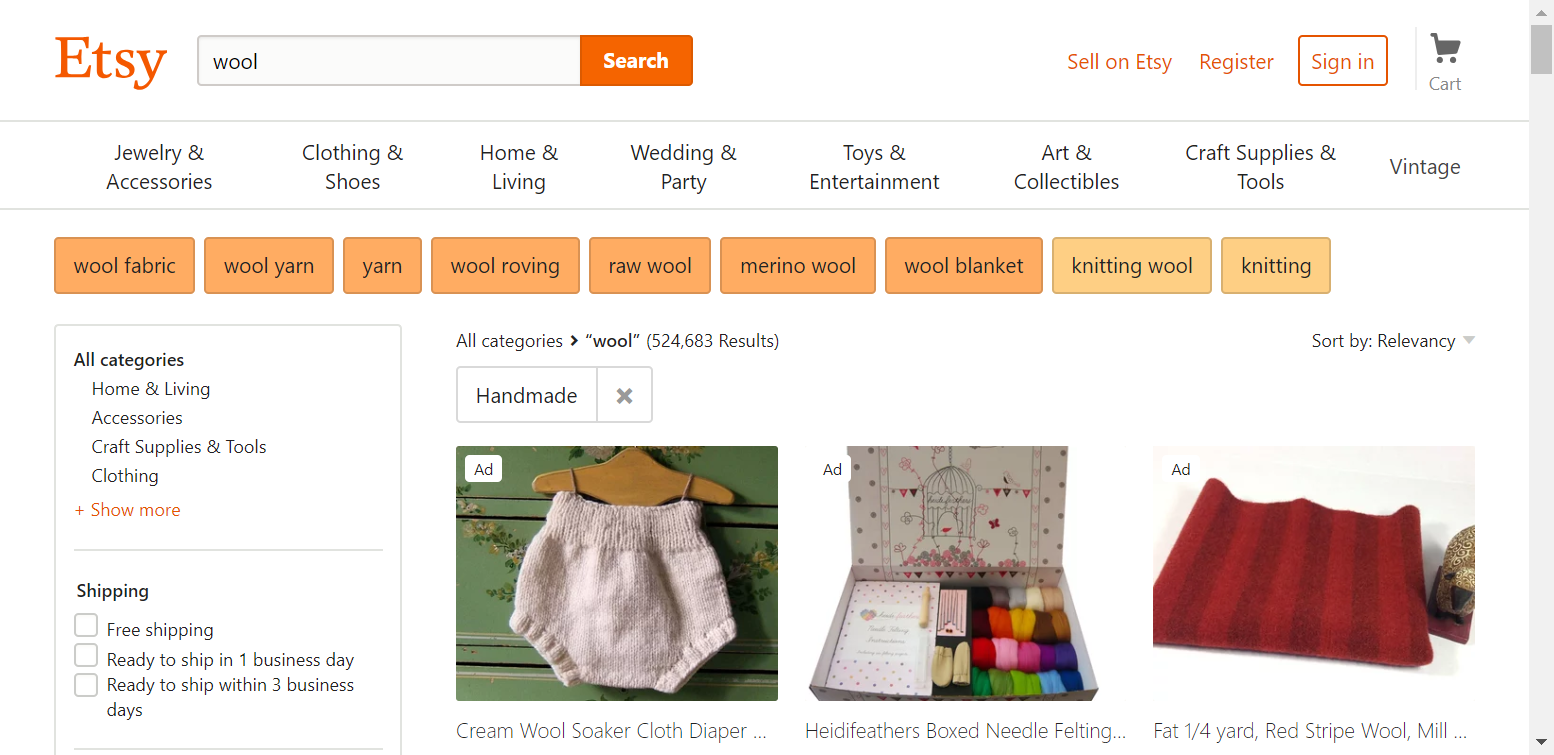 Etsy
wool
Search
Sell on Etsy
Register
Sign in
Cart
Jewelry &
Accessories
Clothing &
Shoes
Home &
Living
Wedding &
Party
Toys &
Entertainment
Art &
Collectibles
Craft Supplies &
Tools
Vintage
wool fabric
wool yarn
yarn
wool roving
raw wool
merino wool
wool blanket
knitting wool
knitting
All categories
Home & Living
Accessories
Craft Supplies & Tools
Clothing
+ Show more
Shipping
Free shipping
Ready to ship in 1 business day
Ready to ship within 3 business
days
All categories > “wool” (524,683 Results)
Sort by: Relevancy
Handmade
Ad
Cream Wool Soaker Cloth Diaper ...
Ad
Heidifeathers Boxed Needle Felting...
Ad
Fat 1/4 yard, Red Stripe Wool, Mill ...